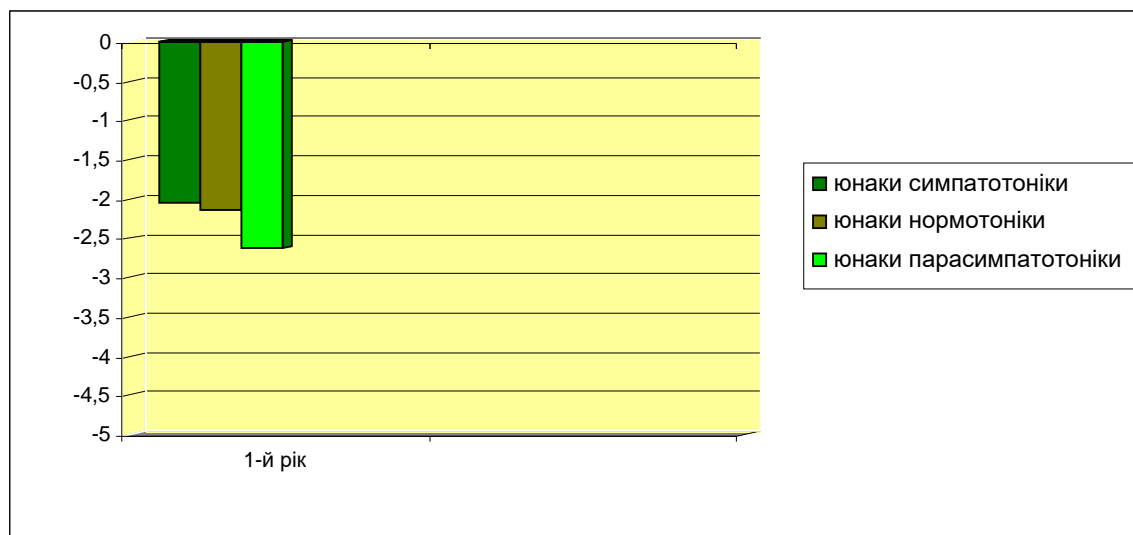 0
-0,5
-1
-1,5
-2
-2,5
-3
-3,5
-4
-4,5
-5
1-й рік
юнаки симпатотоніки
юнаки нормотоніки
юнаки парасимпатотоніки